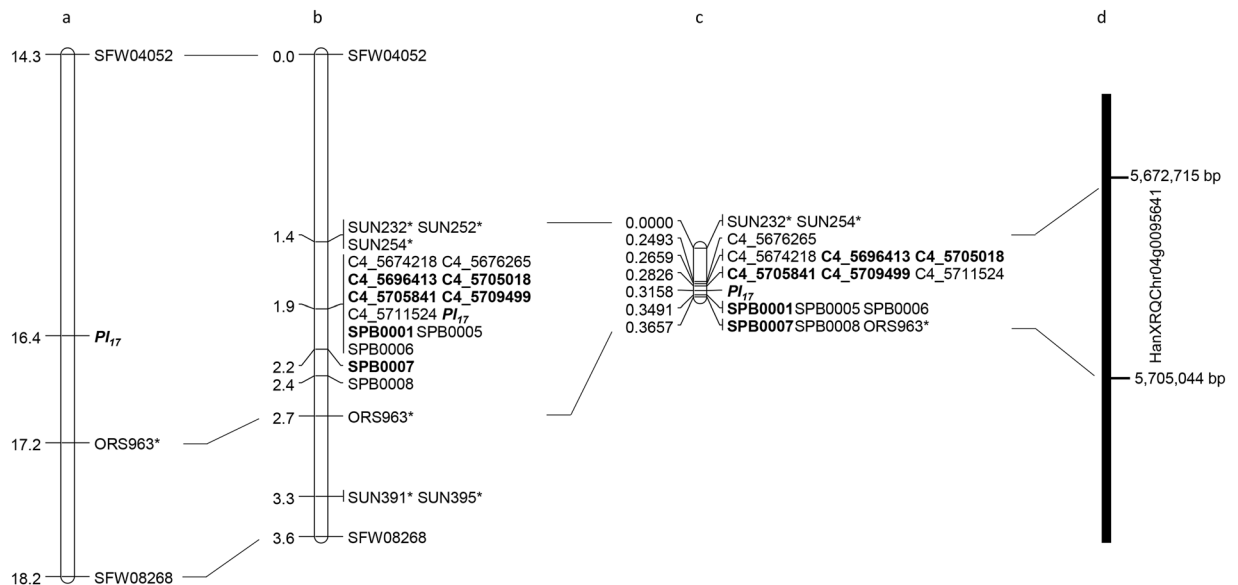 a
b
c
d
14.3 SFW04052
16.4 Pl17
17.2 ORS963*
18.2 SFW08268
0.0 SFW04052
1.4 SUN232* SUN252*
SUN254*
1.9 C4_5674218 C4_5676265
C4_5696413 C4_5705018
C4_5705841 C4_5709499
C4_5711524 Pl17
SPB0001 SPB0005
SPB0006
2.2 SPB0007
2.4 SPB0008
2.7 ORS963*
3.3 SUN391* SUN395*
3.6 SFW08268
0.0000 SUN232* SUN254*
0.2493 C4_5676265
0.2659 C4_5674218 C4_5696413 C4_5705018
0.2826 C4_5705841 C4_5709499 C4_5711524
0.3158 Pl17
0.3491 SPB0001 SPB0005 SPB0006
0.3657 SPB0007 SPB0008 ORS963*
5,672,715 bp
HanXRQChr04g0095641
5,705,044 bp